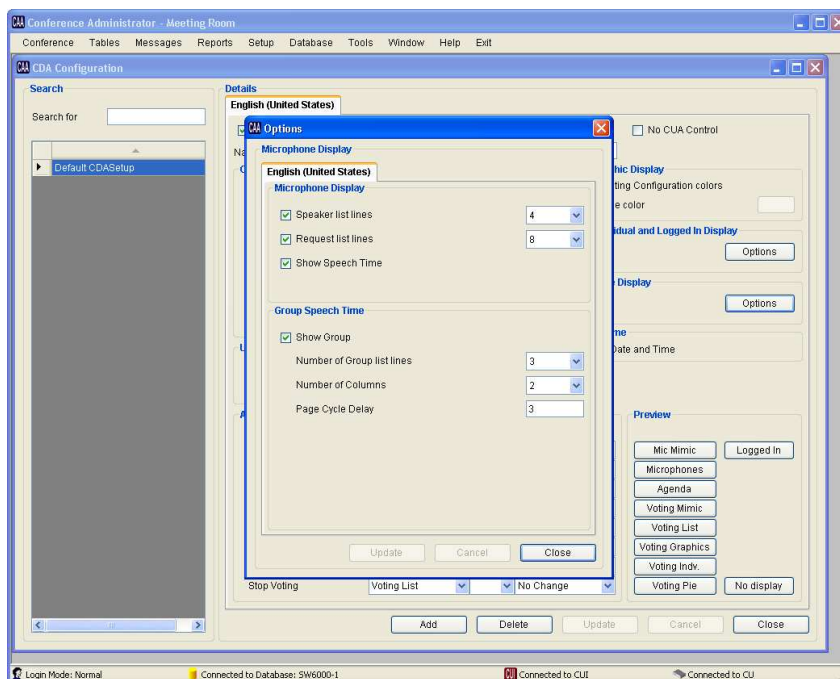 CAA Conference Administrator - Meeting Room
Conference Tables Messages Reports Setup Database Tools Window Help Exit
CAA CDA Configuration
Search
Search for
Default CDASetup
Details
English (United States)
No CUA Control
CAA Options
Microphone Display
English (United States)
Microphone Display
Speaker list lines 4
Request list lines 8
Show Speech Time
Group Speech Time
Show Group
Number of Group list lines 3
Number of Columns 2
Page Cycle Delay 3
Update Cancel Close
hic Display
ting Configuration colors
e color
idual and Logged In Display
Options
Display
Options
me
Date and Time
Preview
Mic Mimic Logged In
Microphones
Agenda
Voting Mimic
Voting List
Voting Graphics
Voting Indv.
Voting Pie No display
Stop Voting Voting List No Change
Add Delete Update Cancel Close
Login Mode: Normal Connected to Database: SW6000-1 CUI Connected to CUI Connected to CU